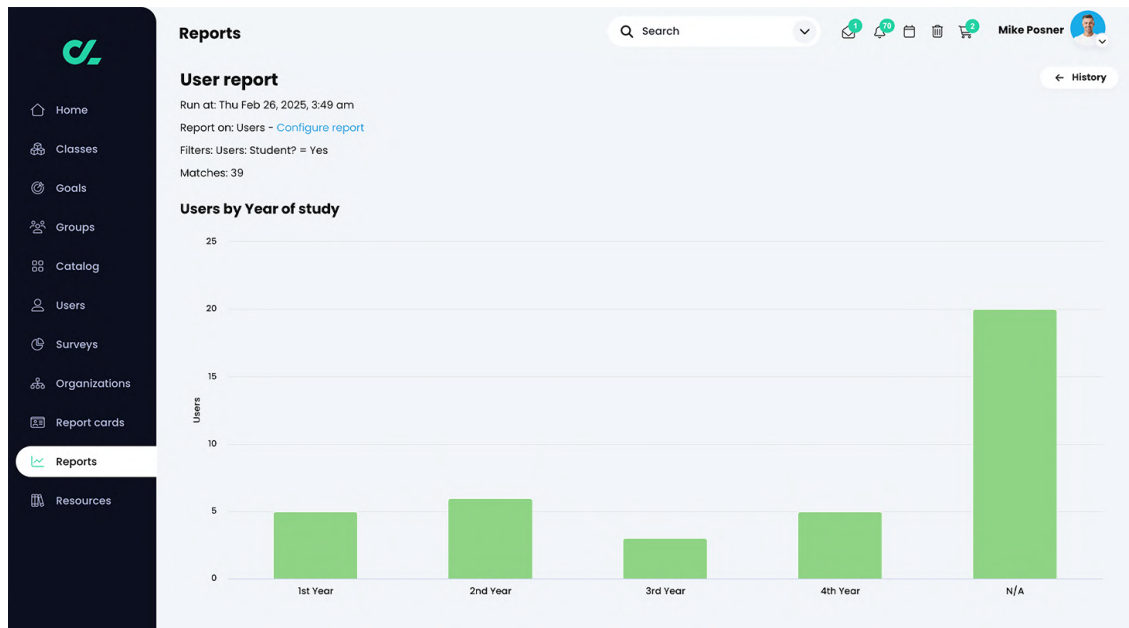 Reports
Search
1
70
2
Mike Posner
Home
Classes
Goals
Groups
Catalog
Users
Surveys
Organizations
Report cards
Reports
Resources
User report
← History
Run at: Thu Feb 26, 2025, 3:49 am
Report on: Users - Configure report
Filters: Users: Student? = Yes
Matches: 39
Users by Year of study
25
20
15
10
5
0
Users
1st Year
2nd Year
3rd Year
4th Year
N/A